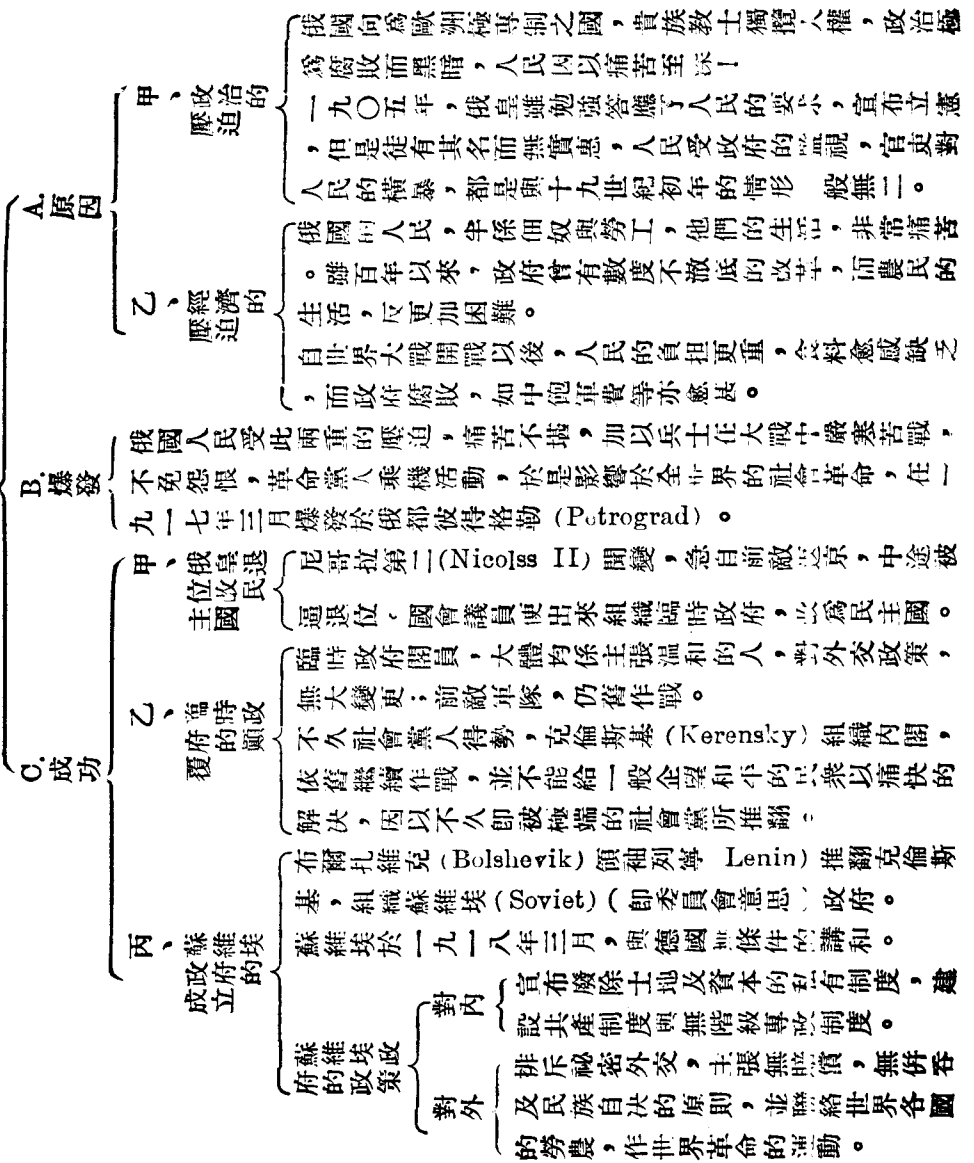 A.
原因
甲、政治的
壓迫
俄國向爲歐洲極專制之國，貴族教士獨攬大權，政治極
爲腐敗而黑暗，人民因以痛苦至深！
一九〇五年，俄皇雖勉強答應了人民的要求，宣布立憲
，但是徒有其名而無實惠，人民受政府的監視，官吏對
人民的橫暴，都是與十九世紀初年的情形 般無二。
乙、經濟的
壓迫
俄國的人民，半係佃奴與勞工，他們的生活，非常痛苦
。雖百年以來，政府曾有數度不澈底的改革，而農民的
生活，反更加困難。
自世界大戰開戰以後，人民的負担更重，食料愈感缺乏
，而政府腐敗，如中飽軍費等亦愈甚。
B.
爆發
俄國人民受此兩重的壓迫，痛苦不堪，加以兵士在大戰中嚴寒苦戰，
不免怨恨，革命黨人乘機活動，於是影響於全世界的社會革命，在一
九一七年三月爆發於俄都彼得格勒(Petrograd)。
C.
成功
甲、俄皇退
位改民
主國
尼哥拉第二(Nicolas II)聞變，急自前敵返京，中途被
逼退位。國會議員便出來組織臨時政府，改爲民主國。
乙、臨時政
府的顚
覆
臨時政府閣員，大體均係主張溫和的人，對外交政策，
無大變更；前敵軍隊，仍舊作戰。
不久社會黨人得勢，克倫斯基(Kerensky)組織內閣，
依舊繼續作戰，並不能給一般企望和平的民衆以痛快的
解决，因以不久卽被極端的社會黨所推翻。
丙、蘇維埃
政府的
成立
布爾扎維克(Bolshevik)領袖列寧 Lenin)推翻克倫斯
基，組織蘇維埃(Soviet)(卽委員會意思)政府。
蘇維埃於一九一八年三月，與德國無條件的講和。
蘇維埃政
府的政策
對內
宣布廢除土地及資本的私有制度，建
設共產制度與無階級專政制度。
對外
排斥祕密外交，主張無賠償，無併吞
及民族自决的原則，並聯絡世界各國
的勞農，作世界革命的運動。